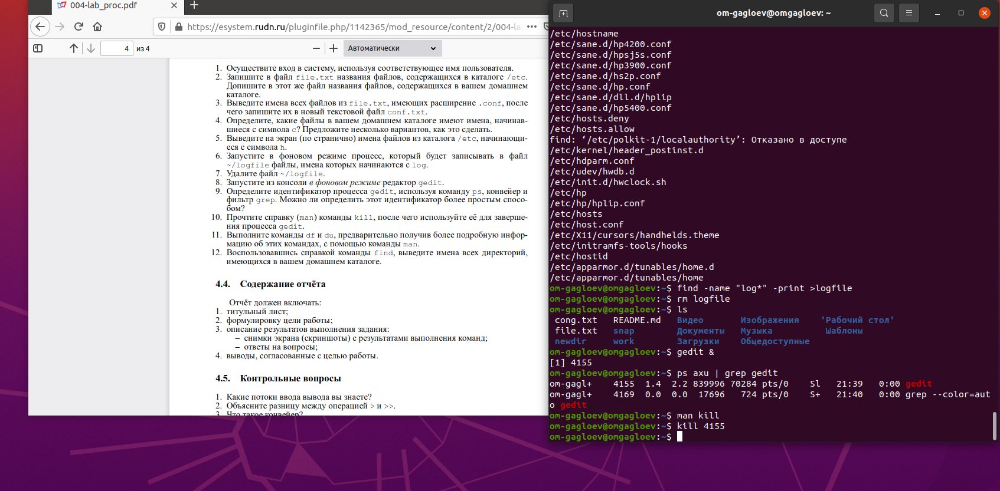 004-lab_proc.pdf
https://esystem.rudn.ru/pluginfile.php/1142365/mod_resource/content/2/004-la
4 из 4
Автоматически
1. Осуществите вход в систему, используя соответствующее имя пользователя.
2. Запишите в файл file.txt названия файлов, содержащихся в каталоге /etc.
Допишите в этот же файл названия файлов, содержащихся в вашем домашнем
каталоге.
3. Выведите имена всех файлов из file.txt, имеющих расширение .conf, после
чего запишите их в новый текстовой файл conf.txt.
4. Определите, какие файлы в вашем домашнем каталоге имеют имена, начинав-
шиеся с символа c? Предложите несколько вариантов, как это сделать.
5. Выведите на экран (по странично) имена файлов из каталога /etc, начинающи-
еся с символа h.
6. Запустите в фоновом режиме процесс, который будет записывать в файл
~/logfile файлы, имена которых начинаются с log.
7. Удалите файл ~/logfile.
8. Запустите из консоли в фоновом режиме редактор gedit.
9. Определите идентификатор процесса gedit, используя команду ps, конвейер и
фильтр grep. Можно ли определить этот идентификатор более простым спосо-
бом?
10. Прочтите справку (man) команды kill, после чего используйте её для заверше-
ния процесса gedit.
11. Выполните команды df и du, предварительно получив более подробную инфор-
мацию об этих командах, с помощью команды man.
12. Воспользовавшись справкой команды find, выведите имена всех директорий,
имеющихся в вашем домашнем каталоге.
4.4. Содержание отчёта
Отчёт должен включать:
1. титульный лист;
2. формулировку цели работы;
3. описание результатов выполнения задания:
– снимки экрана (скриншоты) с результатами выполнения команд;
– ответы на вопросы;
4. выводы, согласованные с целью работы.
4.5. Контрольные вопросы
1. Какие потоки ввода вывода вы знаете?
2. Объясните разницу между операцией > и >>.
3. Что такое конвейер?
om-gagloev@omgagloev: ~
/etc/hostname
/etc/sane.d/hp4200.conf
/etc/sane.d/hpsj5s.conf
/etc/sane.d/hp3900.conf
/etc/sane.d/hs2p.conf
/etc/sane.d/hp.conf
/etc/sane.d/dll.d/hplip
/etc/sane.d/hp5400.conf
/etc/hosts.deny
/etc/hosts.allow
find: ‘/etc/polkit-1/localauthority’: Отказано в доступе
/etc/kernel/header_postinst.d
/etc/hdparm.conf
/etc/udev/hwdb.d
/etc/init.d/hwclock.sh
/etc/hp
/etc/hp/hplip.conf
/etc/hosts
/etc/host.conf
/etc/X11/cursors/handhelds.theme
/etc/initramfs-tools/hooks
/etc/hostid
/etc/apparmor.d/tunables/home.d
/etc/apparmor.d/tunables/home
om-gagloev@omgagloev:~$ find -name "log*" -print >logfile
om-gagloev@omgagloev:~$ rm logfile
om-gagloev@omgagloev:~$ ls
cong.txt README.md Видео Изображения 'Рабочий стол'
file.txt snap Документы Музыка Шаблоны
newdir work Загрузки Общедоступные
om-gagloev@omgagloev:~$ gedit &
[1] 4155
om-gagloev@omgagloev:~$ ps axu | grep gedit
om-gagl+ 4155 1.4 2.2 839996 70284 pts/0 Sl 21:39 0:00 gedit
om-gagl+ 4169 0.0 0.0 17696 724 pts/0 S+ 21:40 0:00 grep --color=aut
o gedit
om-gagloev@omgagloev:~$ man kill
om-gagloev@omgagloev:~$ kill 4155
om-gagloev@omgagloev:~$